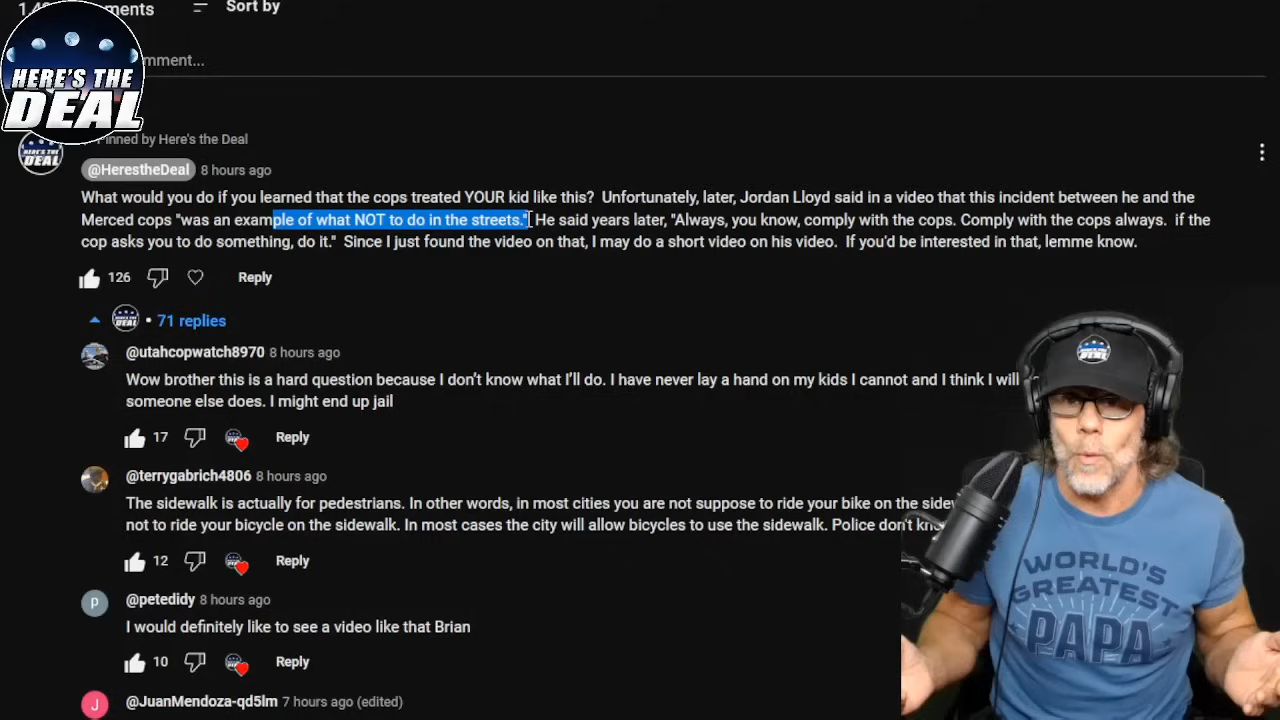 ments
Sort by
mment...
HERE'S THE
DEAL
Pinned by Here's the Deal
@HerestheDeal 8 hours ago
What would you do if you learned that the cops treated YOUR kid like this?  Unfortunately, later, Jordan Lloyd said in a video that this incident between he and the
Merced cops "was an example of what NOT to do in the streets." He said years later, "Always, you know, comply with the cops. Comply with the cops always.  if the
cop asks you to do something, do it."  Since I just found the video on that, I may do a short video on his video.  If you'd be interested in that, lemme know.
126 Reply
• 71 replies
@utahcopwatch8970 8 hours ago
Wow brother this is a hard question because I don't know what I'll do. I have never lay a hand on my kids I cannot and I think I will
someone else does. I might end up jail
17 Reply
@terrygabrich4806 8 hours ago
The sidewalk is actually for pedestrians. In other words, in most cities you are not suppose to ride your bike on the sidew
not to ride your bicycle on the sidewalk. In most cases the city will allow bicycles to use the sidewalk. Police don't kn
12 Reply
P
@petedidy 8 hours ago
I would definitely like to see a video like that Brian
10 Reply
J
@JuanMendoza-qd5lm 7 hours ago (edited)
WORLD'S
GREATEST
PAPA